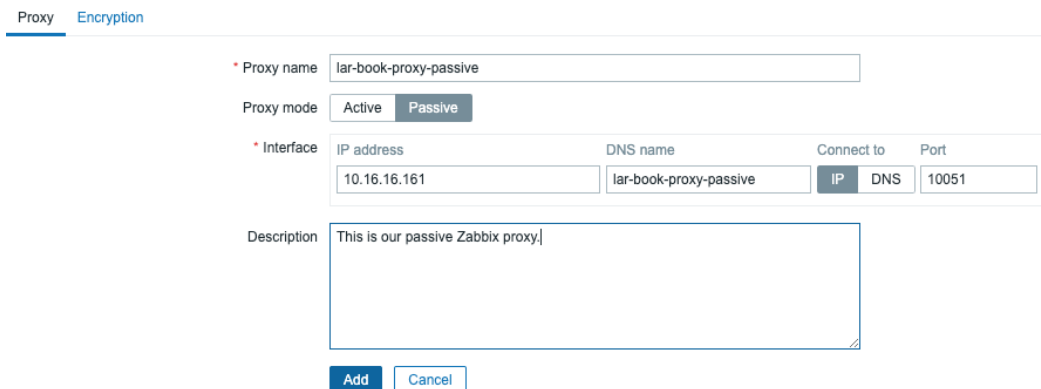 Proxy Encryption
* Proxy name lar-book-proxy-passive
Proxy mode Active Passive
* Interface IP address DNS name Connect to Port
10.16.16.161 lar-book-proxy-passive IP DNS 10051
Description This is our passive Zabbix proxy.
Add Cancel